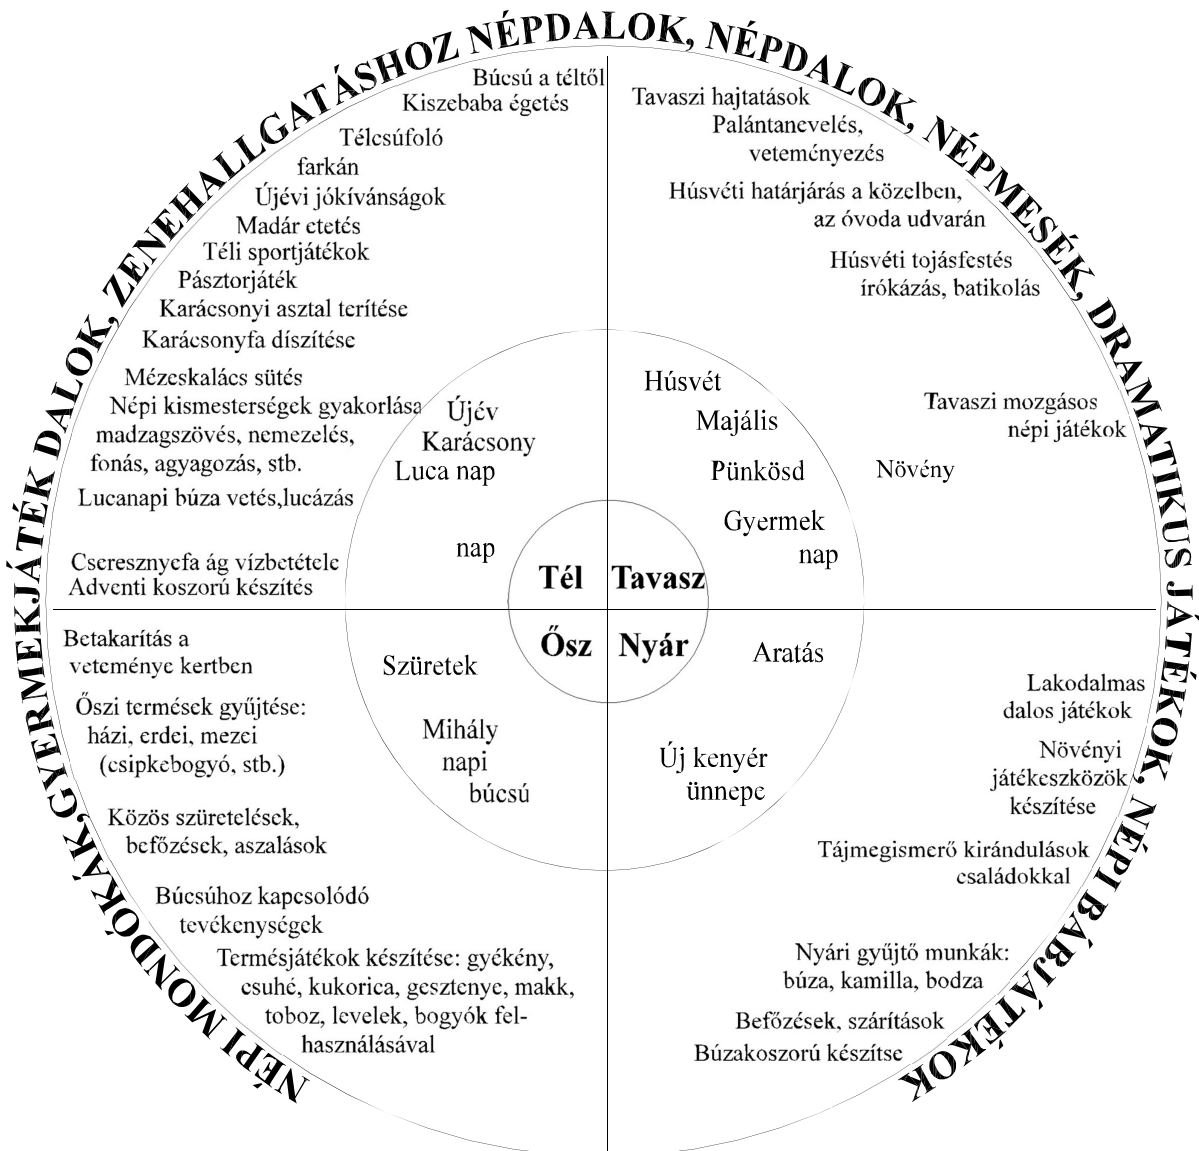 NÉPI MONDÓKÁK,GYERMEKJÁTÉK DALOK, ZENEHALLGATÁSHOZ NÉPDALOK, NÉPDALOK, NÉPMESÉK, DRAMATIKUS JÁTÉKOK, NÉPI BÁBJÁTÉKOK
Búcsú a téltől
Kiszebaba égetés
Télcsúfoló
farkán
Újévi jókívánságok
Madár etetés
Téli sportjátékok
Pásztorjáték
Karácsonyi asztal terítése
Karácsonyfa díszítése
Mézeskalács sütés
Népi kismesterségek gyakorlása
madzagszövés, nemezelés,
fonás, agyagozás, stb.
Lucanapi búza vetés,lucázás
Cseresznyefa ág vízbetétele
Adventi koszorú készítés
Újév
Karácsony
Luca nap
nap
Tél
Tavaszi hajtatások
Palántanevelés,
veteményezés
Húsvéti határjárás a közelben,
az óvoda udvarán
Húsvéti tojásfestés
írókázás, batikolás
Tavaszi mozgásos
népi játékok
Növény
Húsvét
Majális
Pünkösd
Gyermek
nap
Tavasz
Ősz
Szüretek
Mihály
napi
búcsú
Betakarítás a
veteménye kertben
Őszi termések gyűjtése:
házi, erdei, mezei
(csipkebogyó, stb.)
Közös szüretelések,
befőzések, aszalások
Búcsúhoz kapcsolódó
tevékenységek
Termésjátékok készítése: gyékény,
csuhé, kukorica, gesztenye, makk,
toboz, levelek, bogyók fel-
használásával
Nyár
Aratás
Új kenyér
ünnepe
Lakodalmas
dalos játékok
Növényi
játékeszközök
készítése
Tájmegismerő kirándulások
családokkal
Nyári gyűjtő munkák:
búza, kamilla, bodza
Befőzések, szárítások
Búzakoszorú készítse